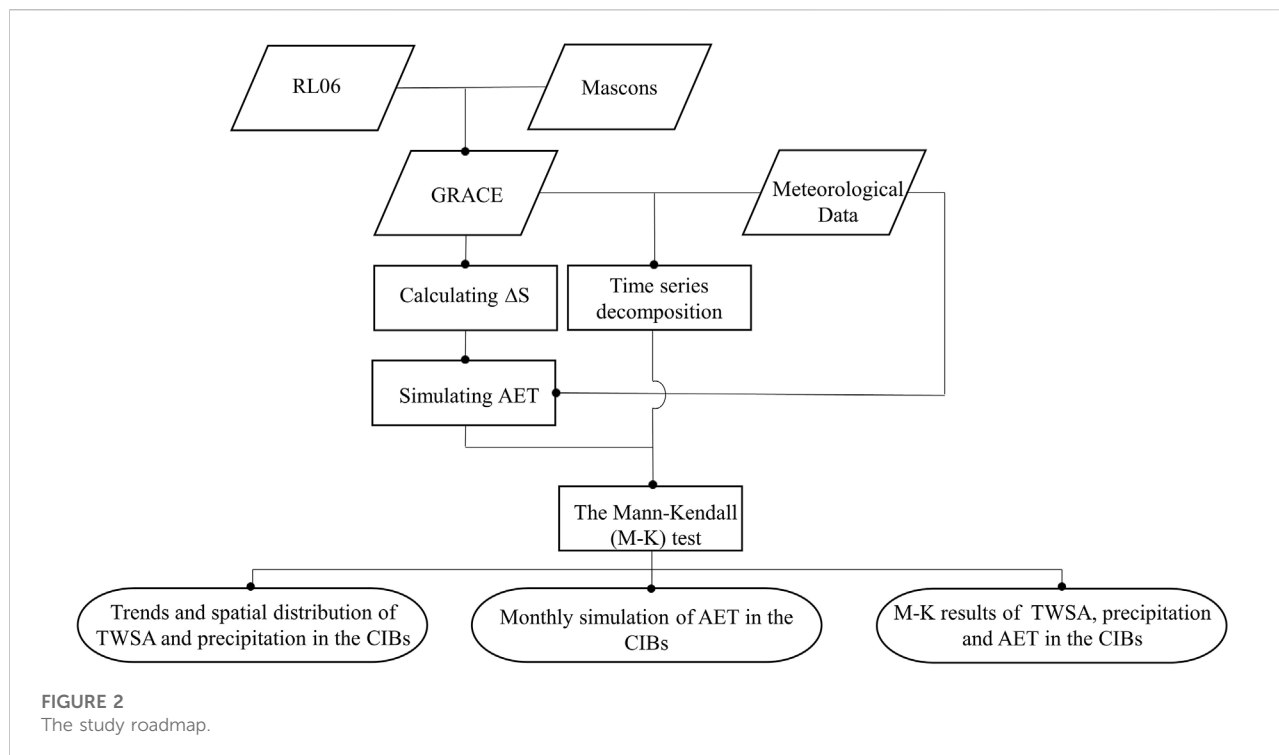 RL06
Mascons
GRACE
Meteorological
Data
Calculating ΔS
Time series
decomposition
Simulating AET
The Mann-Kendall
(M-K) test
Trends and spatial distribution of
TWSA and precipitation in the CIBs
Monthly simulation of AET in the
CIBs
M-K results of TWSA, precipitation
and AET in the CIBs
FIGURE 2
The study roadmap.